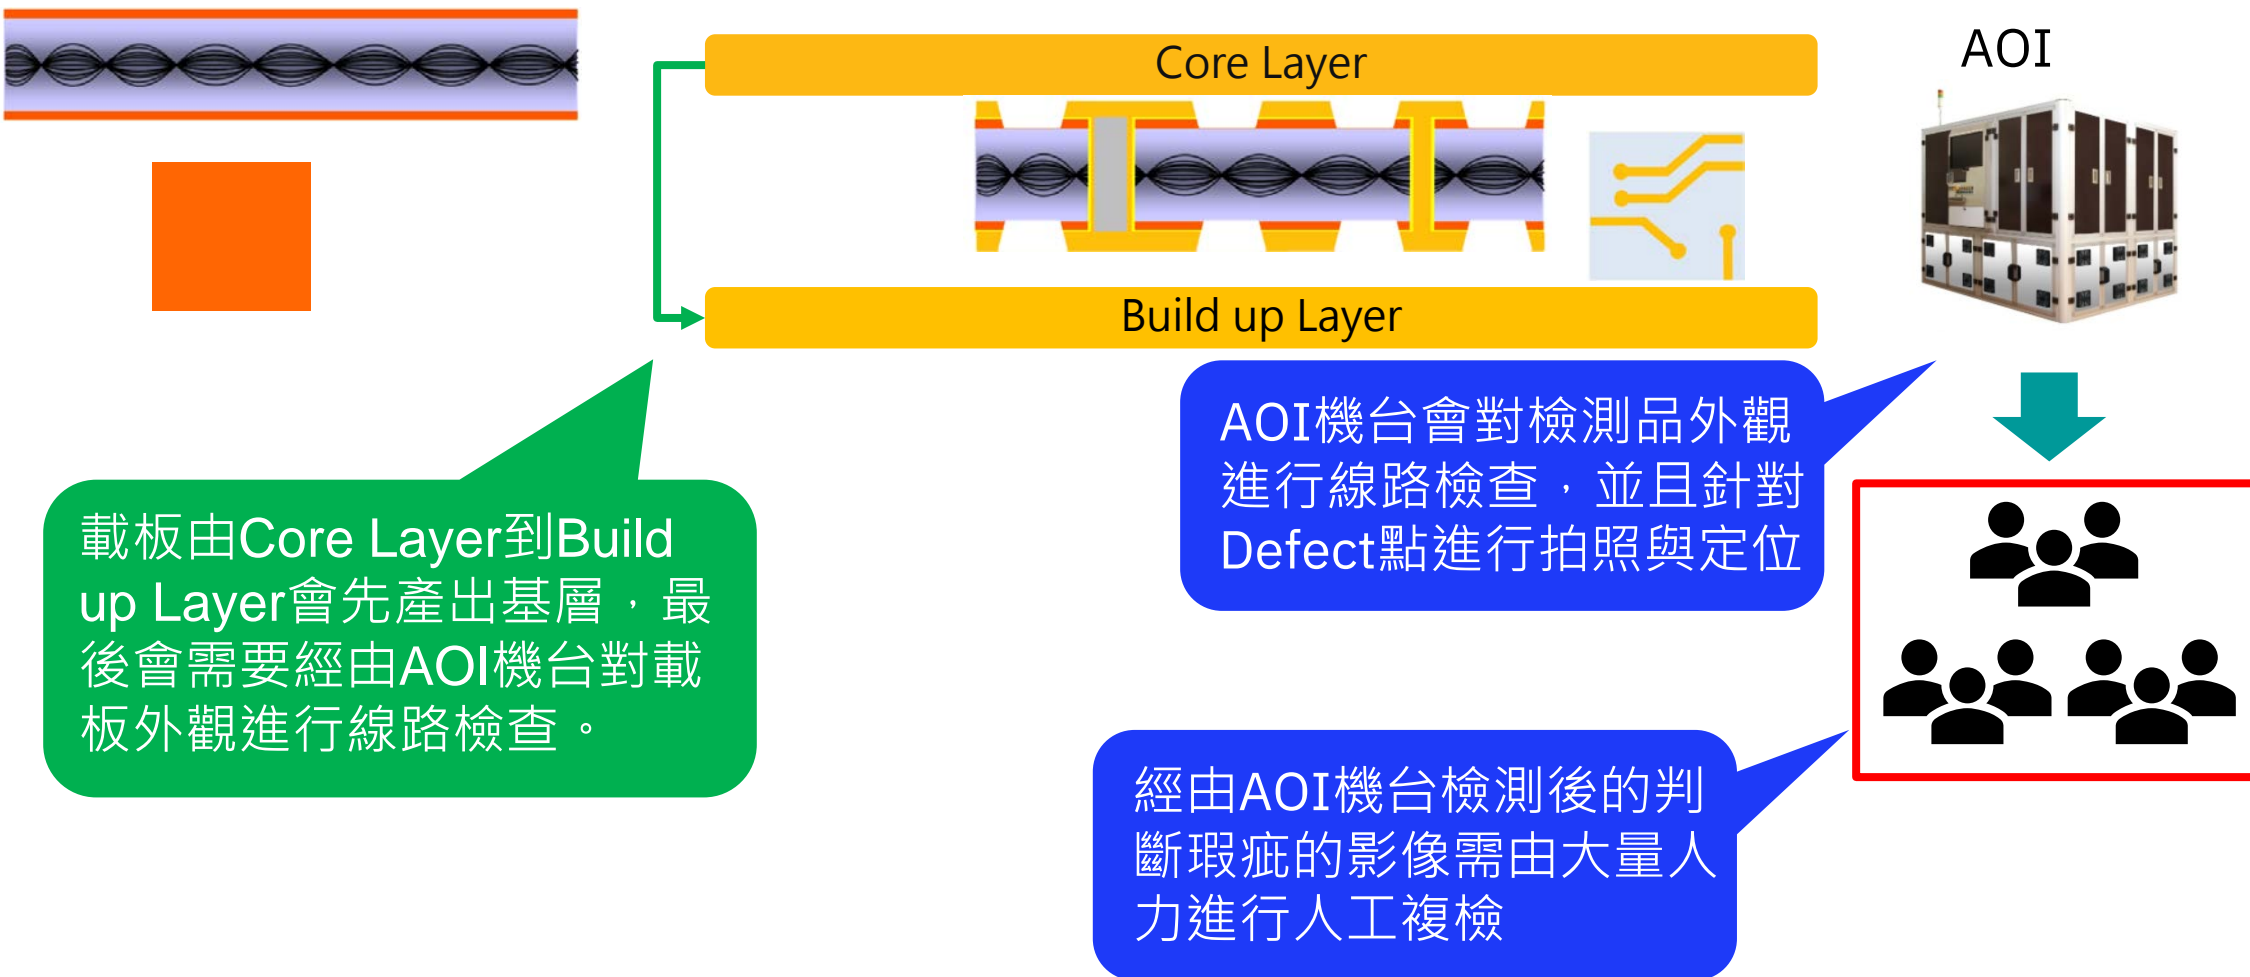 Core Layer
AOI
Build up Layer
AOI機台會對檢測品外觀
進行線路檢查，並且針對
Defect點進行拍照與定位
載板由Core Layer到Build
up Layer會先產出基層，最
後會需要經由AOI機台對載
板外觀進行線路檢查。
經由AOI機台檢測後的判
斷瑕疵的影像需由大量人
力進行人工複檢